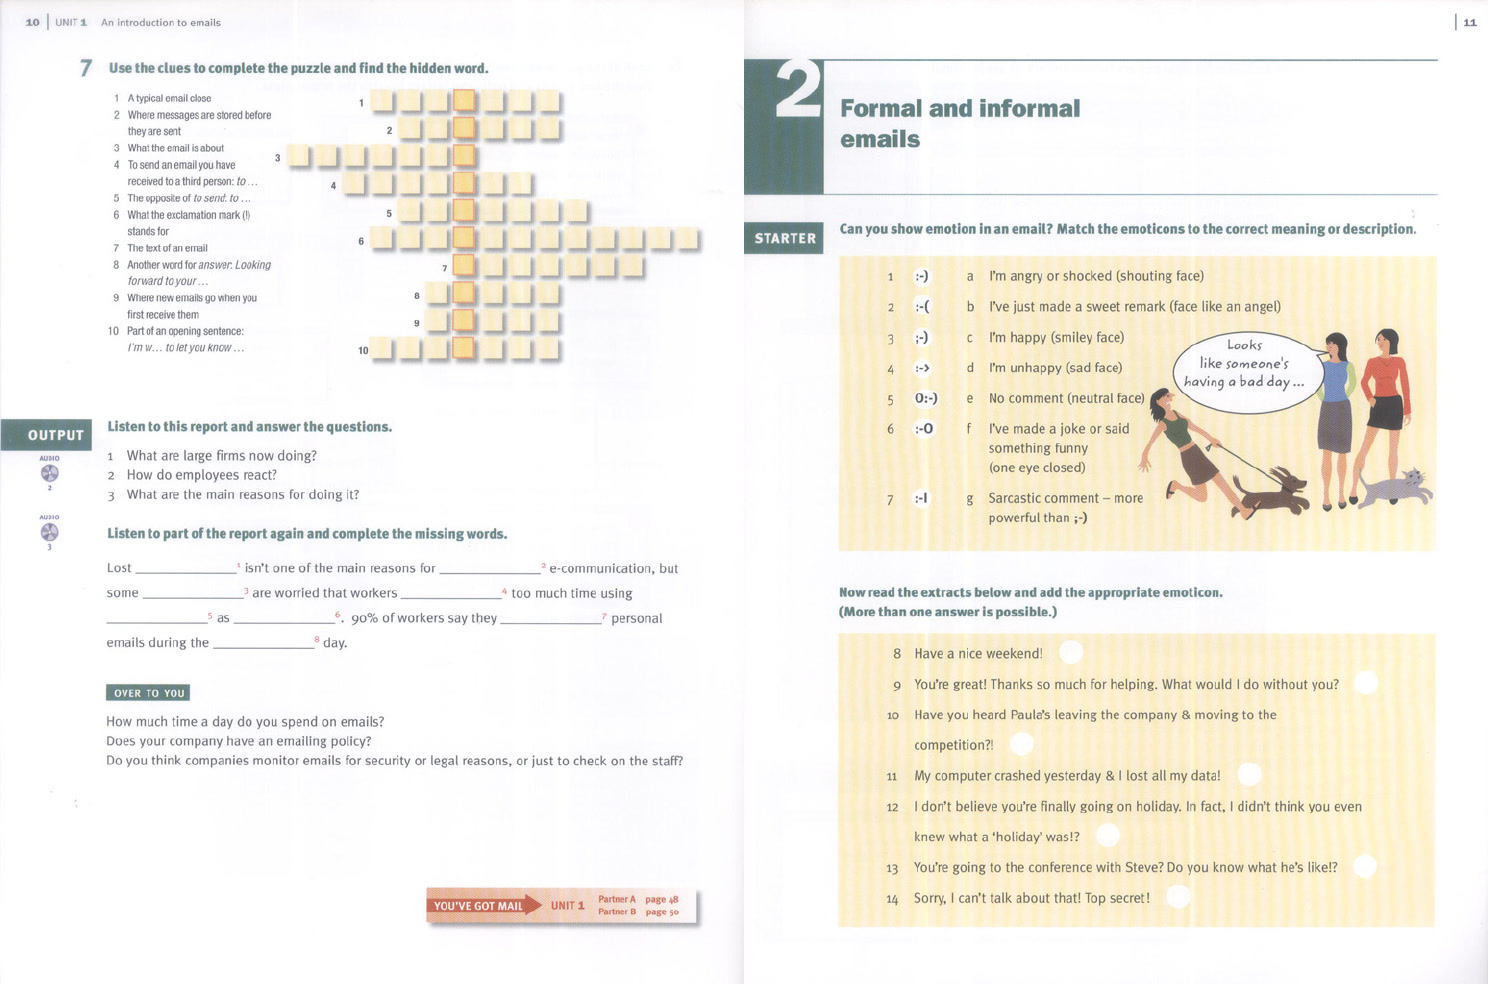 10 | UNIT 1 An introduction to emails
7 Use the clues to complete the puzzle and find the hidden word.
1 A typical email close
2 Where messages are stored before
they are sent
3 What the email is about
4 To send an email you have
received to a third person: to ...
5 The opposite of to send: to ...
6 What the exclamation mark (!)
stands for
7 The text of an email
8 Another word for answer: Looking
forward to your ...
9 Where new emails go when you
first receive them
10 Part of an opening sentence:
I'm w... to let you know ...
1
2
3
4
5
6
7
8
9
10
OUTPUT
Listen to this report and answer the questions.
AUDIO
2
1 What are large firms now doing?
2 How do employees react?
3 What are the main reasons for doing it?
AUDIO
3
Listen to part of the report again and complete the missing words.
Lost ____________1 isn't one of the main reasons for ____________2 e-communication, but
some ____________3 are worried that workers ____________4 too much time using
____________5 as ____________6. 90% of workers say they ____________7 personal
emails during the ____________8 day.
OVER TO YOU
How much time a day do you spend on emails?
Does your company have an emailing policy?
Do you think companies monitor emails for security or legal reasons, or just to check on the staff?
YOU'VE GOT MAIL UNIT 1 Partner A page 48
Partner B page 50
| 11
2 Formal and informal
emails
STARTER
Can you show emotion in an email? Match the emoticons to the correct meaning or description.
1 :-) a I'm angry or shocked (shouting face)
2 :-( b I've just made a sweet remark (face like an angel)
3 ;-) c I'm happy (smiley face)
4 :-> d I'm unhappy (sad face)
5 O:-) e No comment (neutral face)
6 :-O f I've made a joke or said
something funny
(one eye closed)
7 :-I g Sarcastic comment – more
powerful than ;-)
Looks
like someone's
having a bad day ...
Now read the extracts below and add the appropriate emoticon.
(More than one answer is possible.)
8 Have a nice weekend!
9 You're great! Thanks so much for helping. What would I do without you?
10 Have you heard Paula's leaving the company & moving to the
competition?!
11 My computer crashed yesterday & I lost all my data!
12 I don't believe you're finally going on holiday. In fact, I didn't think you even
knew what a 'holiday' was!?
13 You're going to the conference with Steve? Do you know what he's like!?
14 Sorry, I can't talk about that! Top secret!